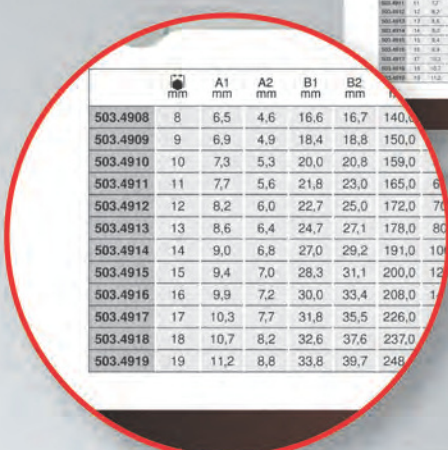 mm A1 mm A2 mm B1 mm B2 mm
503.4908 8 6,5 4,6 16,6 16,7 140,0
503.4909 9 6,9 4,9 18,4 18,8 150,0
503.4910 10 7,3 5,3 20,0 20,8 159,0
503.4911 11 7,7 5,6 21,8 23,0 165,0
503.4912 12 8,2 6,0 22,7 25,0 172,0 70
503.4913 13 8,6 6,4 24,7 27,1 178,0 80
503.4914 14 9,0 6,8 27,0 29,2 191,0 10
503.4915 15 9,4 7,0 28,3 31,1 200,0 12
503.4916 16 9,9 7,2 30,0 33,4 208,0 1
503.4917 17 10,3 7,7 31,8 35,5 226,0
503.4918 18 10,7 8,2 32,6 37,6 237,0
503.4919 19 11,2 8,8 33,8 39,7 248